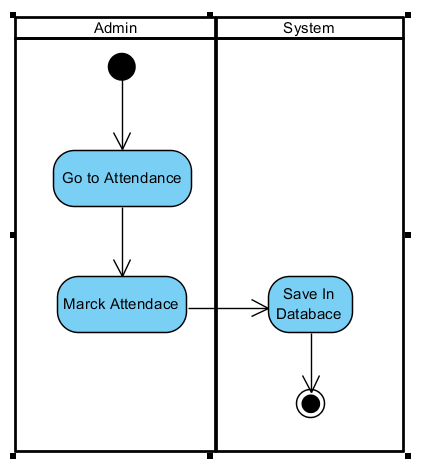 Admin
System
Go to Attendance
Marck Attendace
Save In
Databace